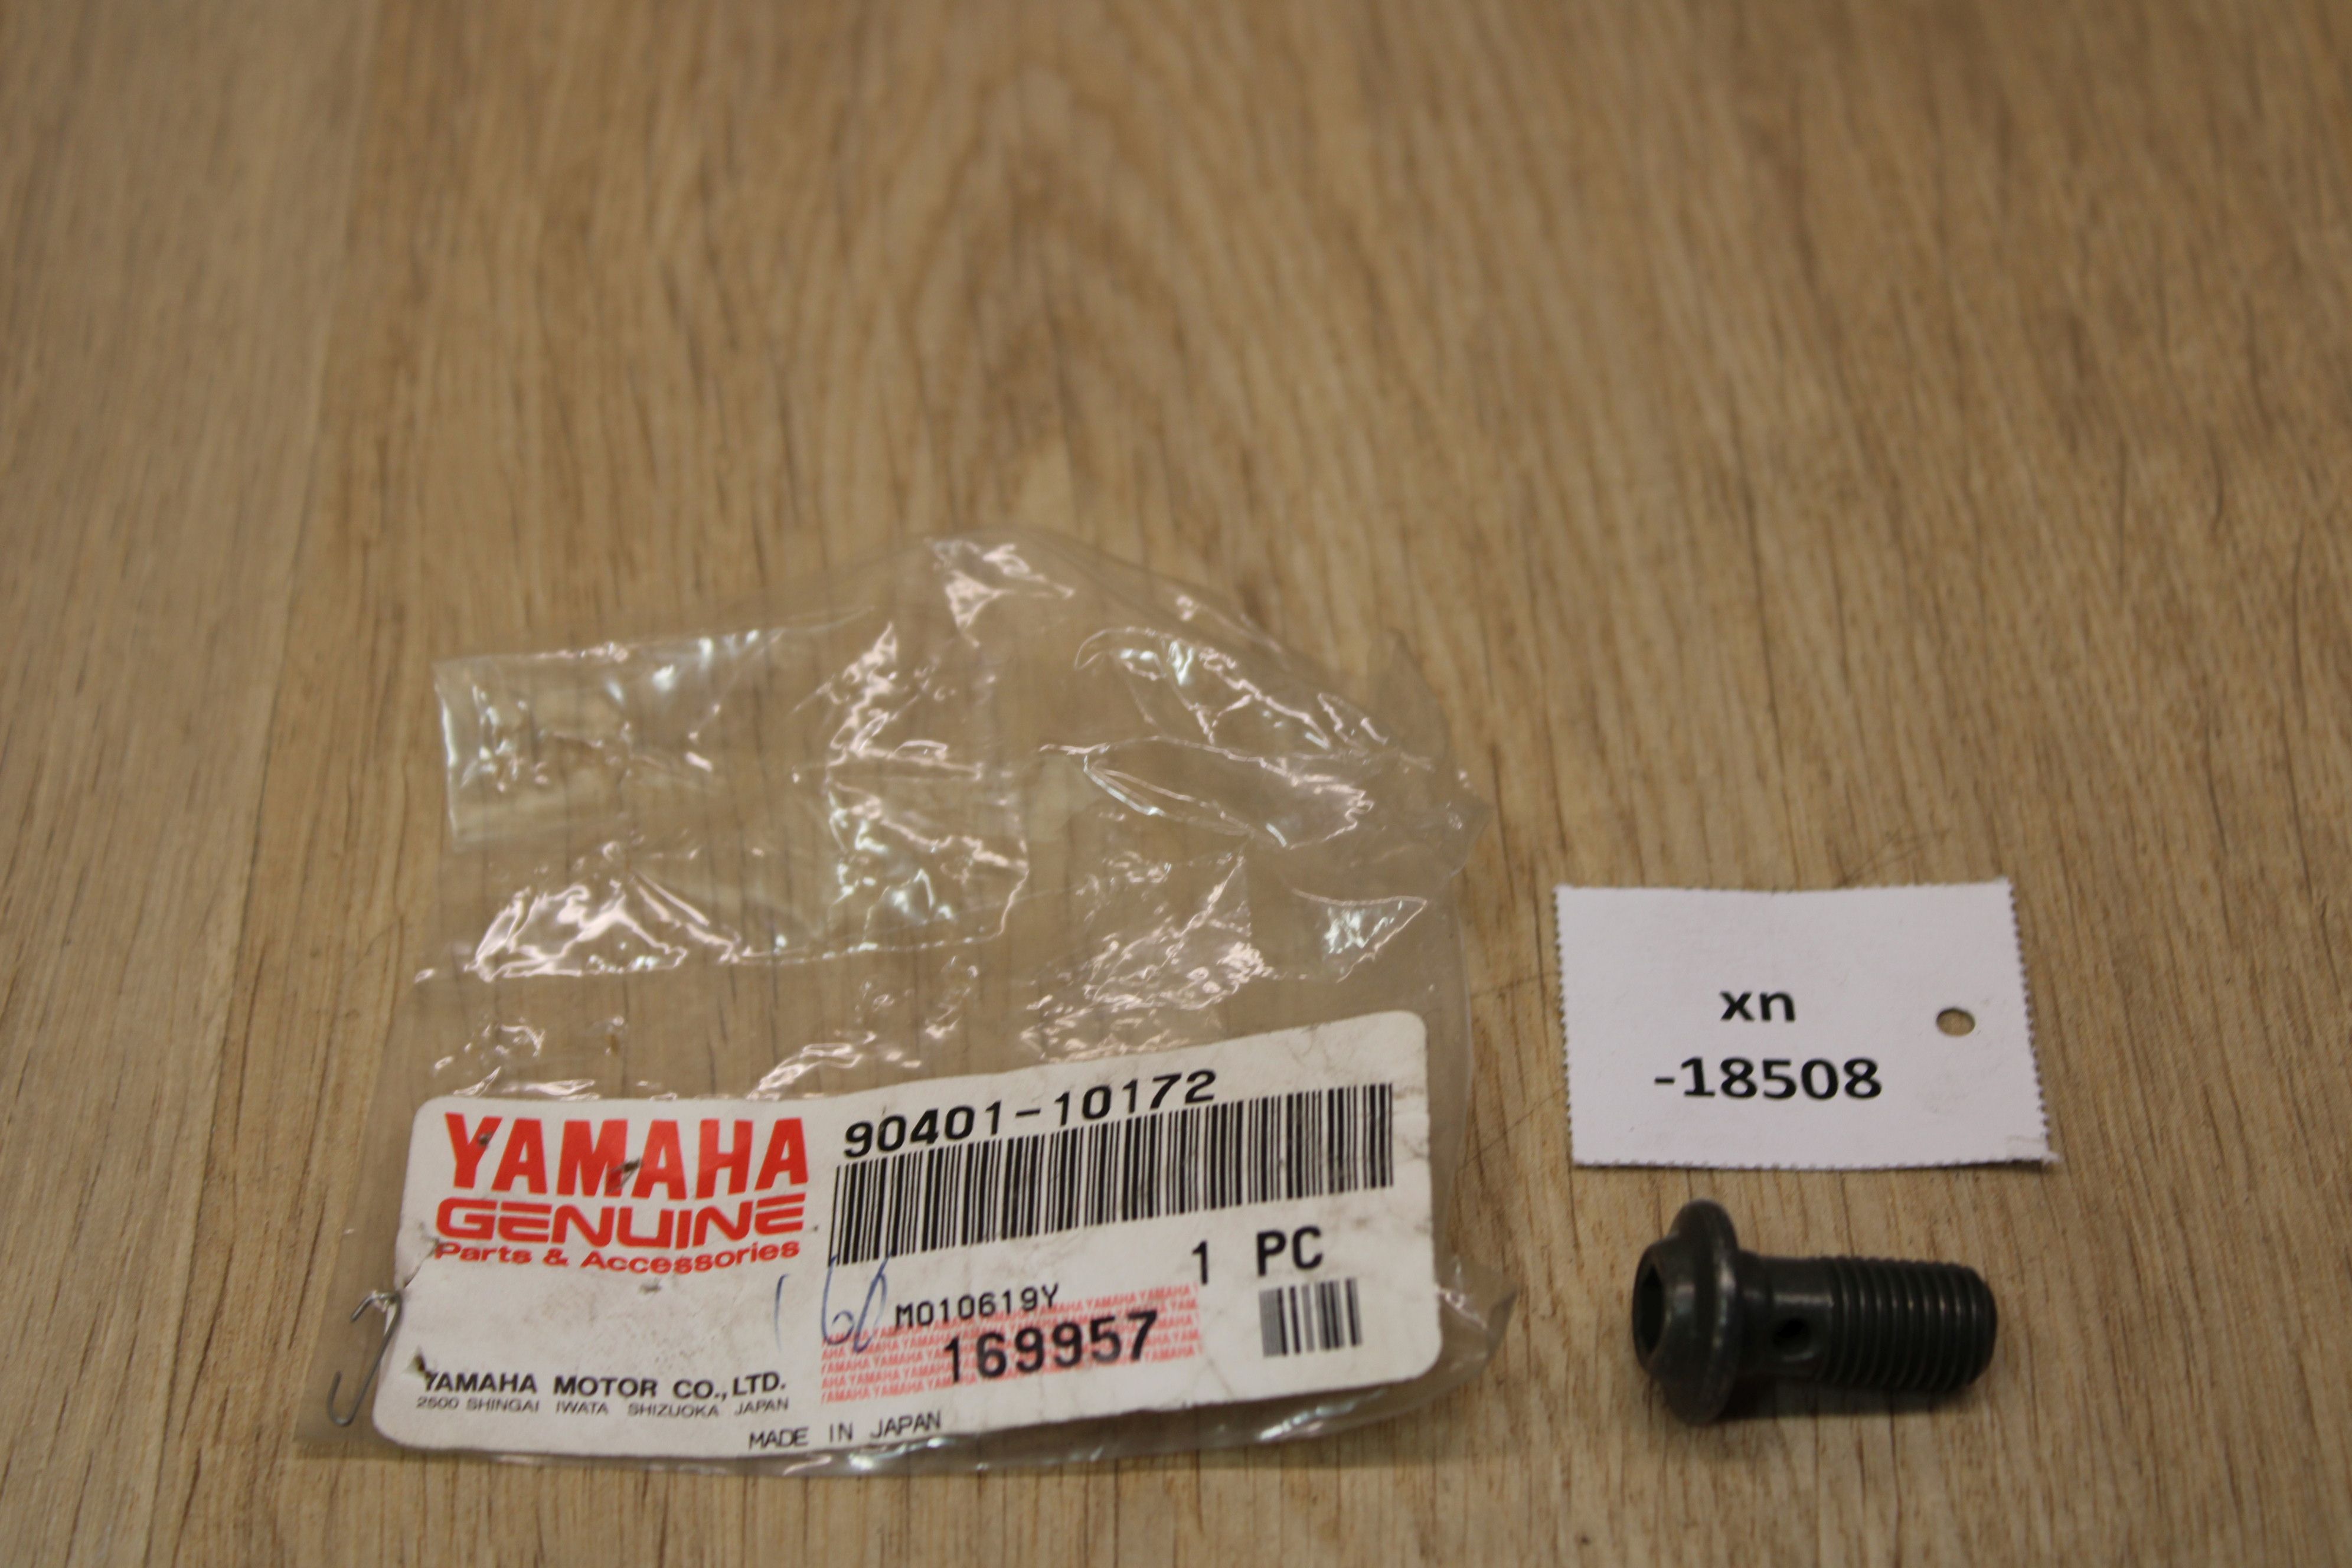 YAMAHA
GENUINE
Parts & Accessories
90401-10172
1 PC
M010619Y
169957
YAMAHA MOTOR CO., LTD.
2500 SHINGAI IWATA SHIZUOKA JAPAN
MADE IN JAPAN
xn
-18508